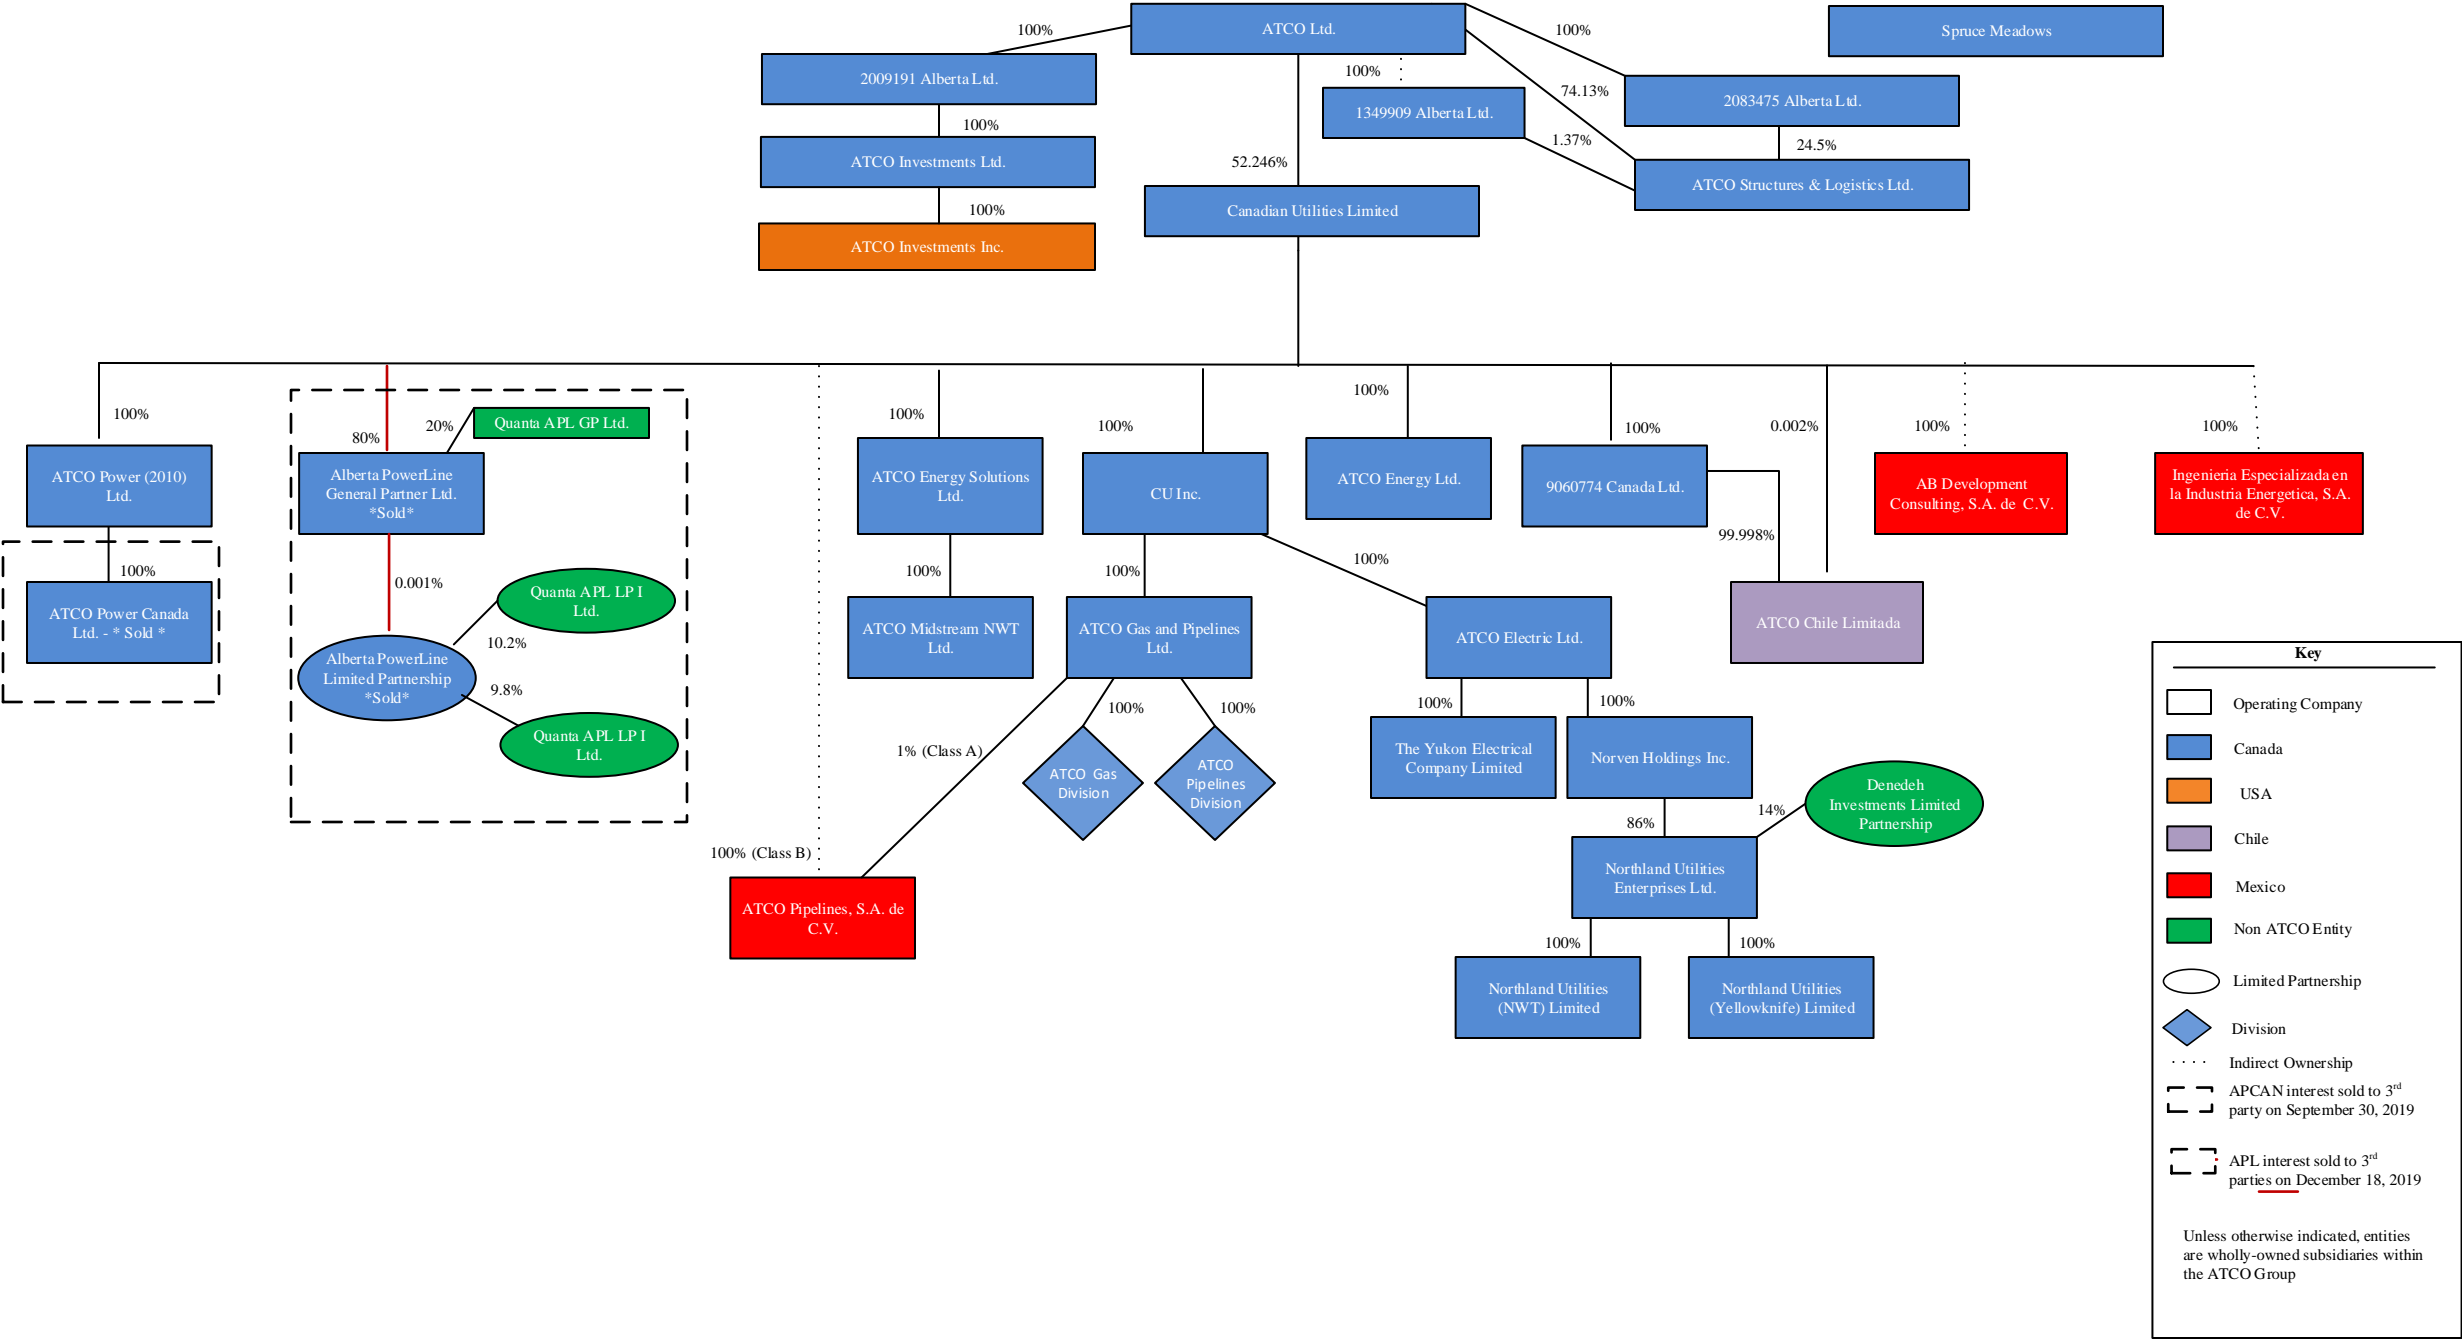 ATCO Ltd.
Spruce Meadows
100%
100%
2009191 Alberta Ltd.
100%
74.13%
2083475 Alberta Ltd.
1349909 Alberta Ltd.
100%
1.37%
24.5%
ATCO Investments Ltd.
52.246%
ATCO Structures & Logistics Ltd.
100%
Canadian Utilities Limited
ATCO Investments Inc.
100%
80%
20%
Quanta APL GP Ltd.
100%
100%
100%
100%
0.002%
100%
100%
ATCO Power (2010)
Ltd.
Alberta PowerLine
General Partner Ltd.
*Sold*
ATCO Energy Solutions
Ltd.
CU Inc.
ATCO Energy Ltd.
9060774 Canada Ltd.
AB Development
Consulting, S.A. de C.V.
Ingenieria Especializada en
la Industria Energetica, S.A.
de C.V.
99.998%
100%
0.001%
100%
100%
100%
ATCO Power Canada
Ltd. - * Sold *
Quanta APL LP I
Ltd.
10.2%
ATCO Midstream NWT
Ltd.
ATCO Gas and Pipelines
Ltd.
ATCO Electric Ltd.
ATCO Chile Limitada
Alberta PowerLine
Limited Partnership
*Sold*
9.8%
Quanta APL LP I
Ltd.
100%
100%
100%
100%
1% (Class A)
ATCO Gas
Division
ATCO
Pipelines
Division
The Yukon Electrical
Company Limited
Norven Holdings Inc.
Denedeh
Investments Limited
Partnership
86%
14%
100% (Class B)
Northland Utilities
Enterprises Ltd.
ATCO Pipelines, S.A. de
C.V.
100%
100%
Northland Utilities
(NWT) Limited
Northland Utilities
(Yellowknife) Limited
Key
Operating Company
Canada
USA
Chile
Mexico
Non ATCO Entity
Limited Partnership
Division
Indirect Ownership
APCAN interest sold to 3rd
party on September 30, 2019
APL interest sold to 3rd
parties on December 18, 2019
Unless otherwise indicated, entities
are wholly-owned subsidiaries within
the ATCO Group